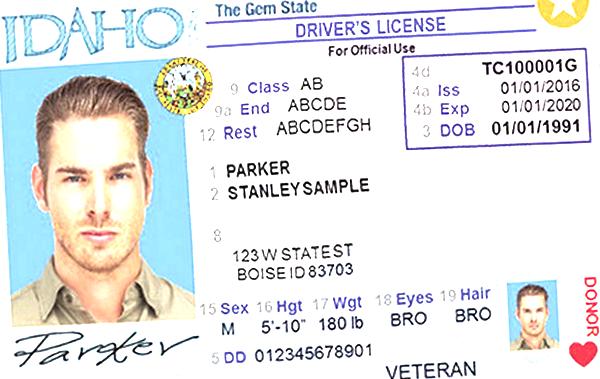 IDAHO
The Gem State
DRIVER'S LICENSE
For Official Use
9 Class AB
9a End ABCDE
12 Rest ABCDEFGH
4d TC100001G
4a Iss 01/01/2016
4b Exp 01/01/2020
3 DOB 01/01/1991
1 PARKER
2 STANLEY SAMPLE
8
123 W STATE ST
BOISE ID 83703
15 Sex 16 Hgt 17 Wgt 18 Eyes 19 Hair
M 5'-10" 180 lb BRO BRO
5 DD 012345678901
VETERAN
DONOR
Parker